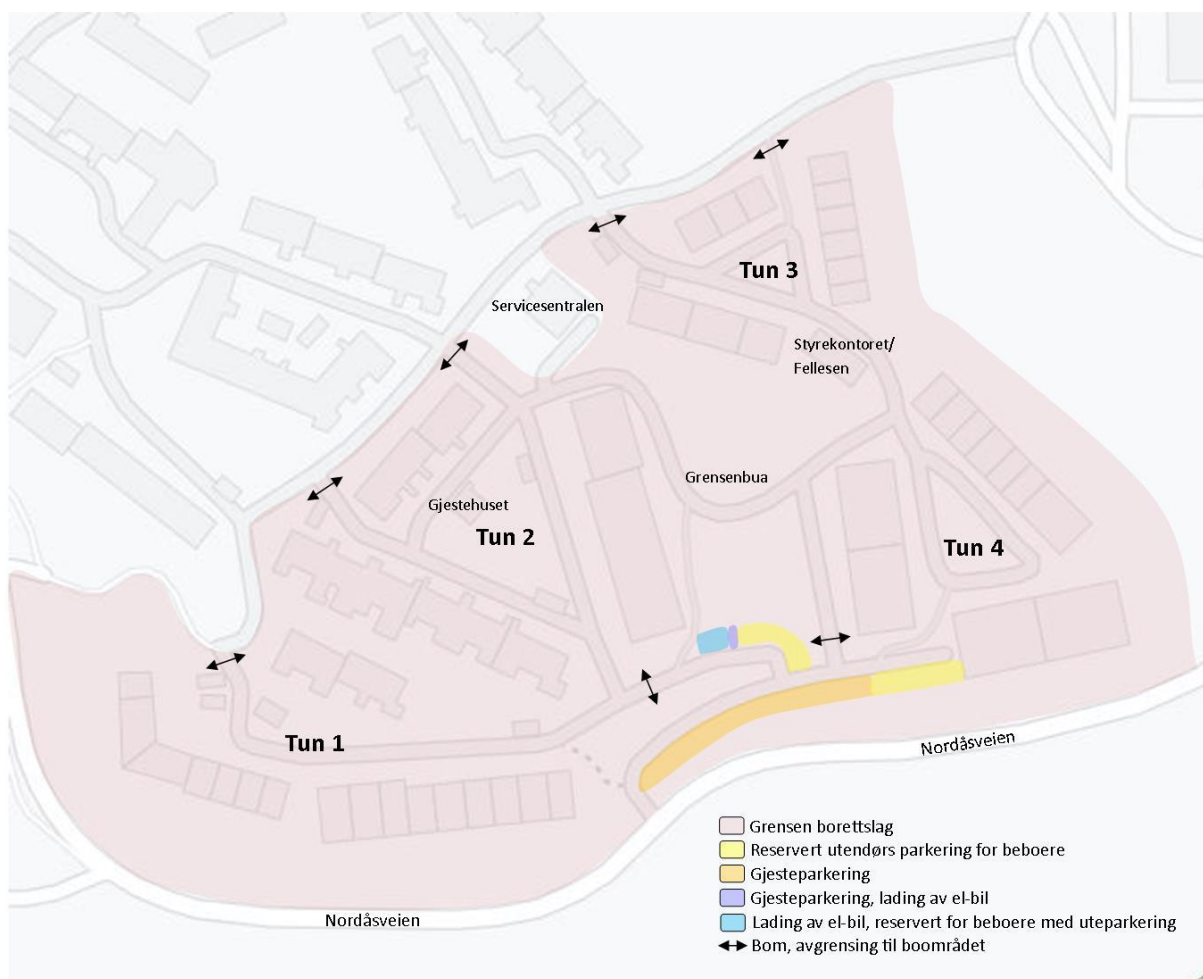 Tun 3
Servicesentralen
Styrekontoret/
Fellesen
Grensenbua
Gjestehuset
Tun 2
Tun 4
Tun 1
Nordåsveien
Grensen borettslag
Reservert utendørs parkering for beboere
Gjesteparkering
Gjesteparkering, lading av el-bil
Lading av el-bil, reservert for beboere med uteparkering
Bom, avgrensing til boområdet
Nordåsveien